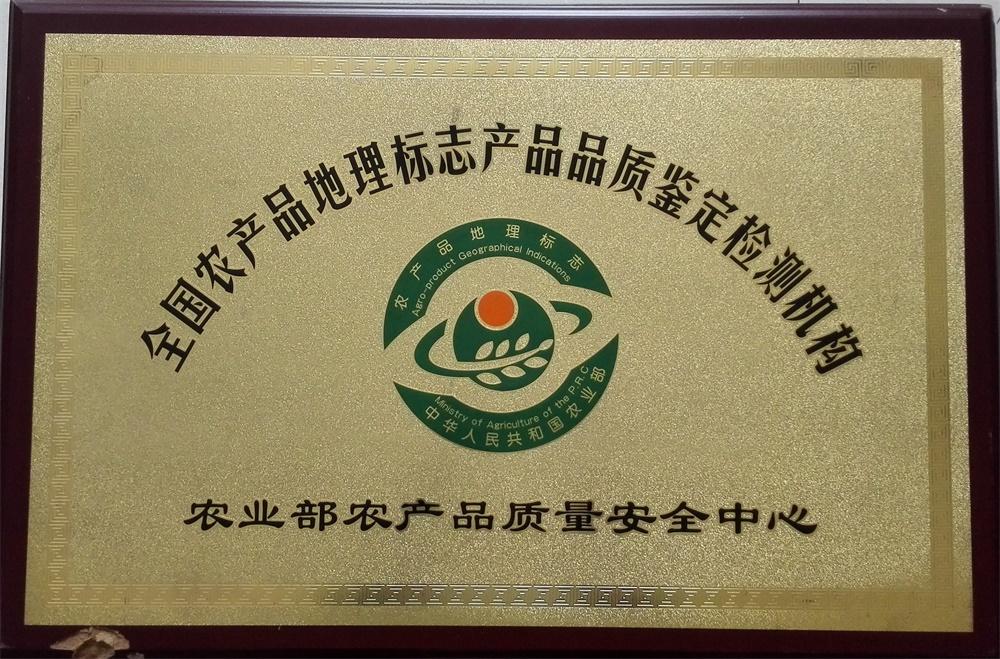 全国农产品地理标志产品品质鉴定检测机构
农产品地理标志
Agro-product Geographical Indications
Ministry of Agriculture of the P.R.C
中华人民共和国农业部
农业部农产品质量安全中心